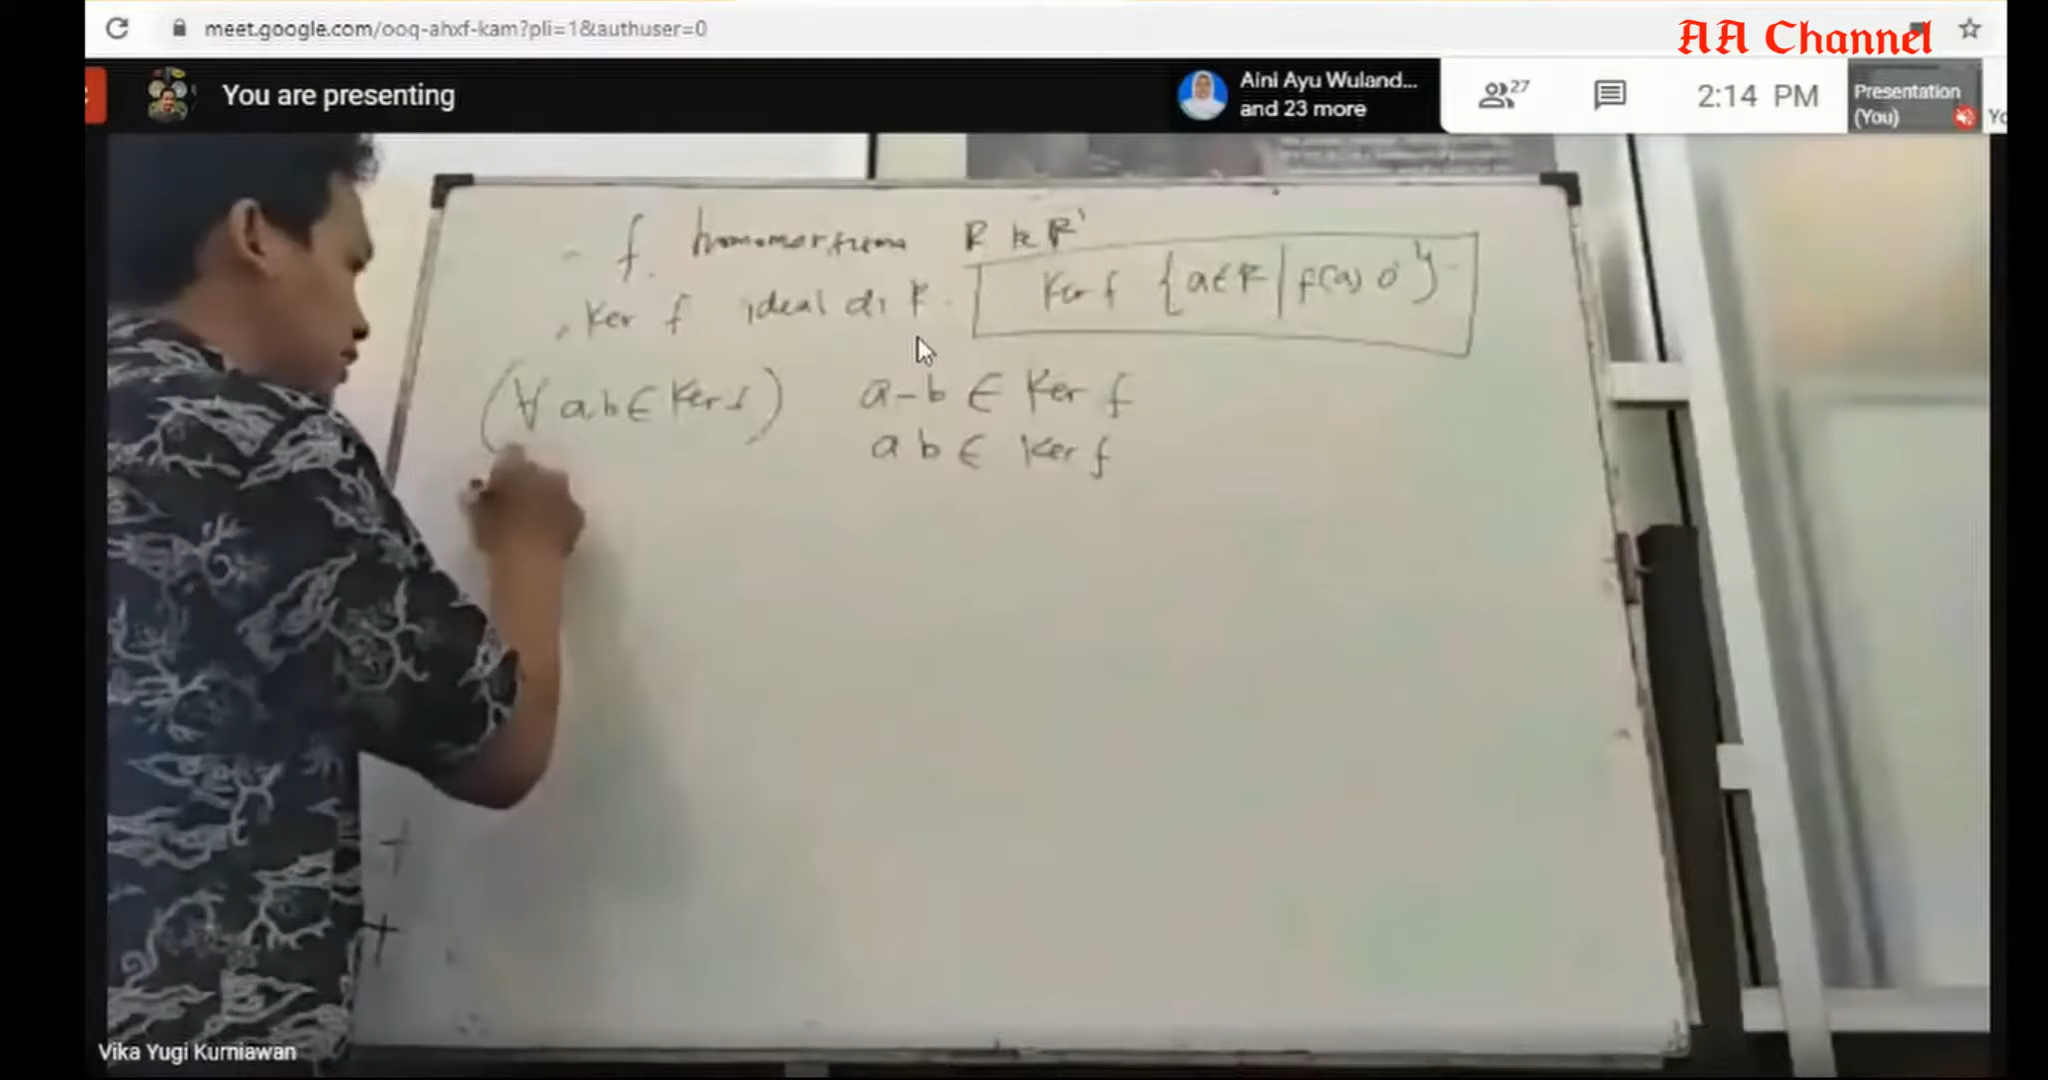 meet.google.com/ooq-ahxf-kam?pli=1&authuser=0
AA Channel
You are presenting
Aini Ayu Wuland...
and 23 more
27
2:14 PM
Presentation
(You)
Yo
f homomorfisma R ke R'
Ker f ideal di R.
Ker f {a∈R | f(a) 0'}
(∀ a,b ∈ Ker f) a-b ∈ Ker f
ab ∈ Ker f
Vika Yugi Kurniawan